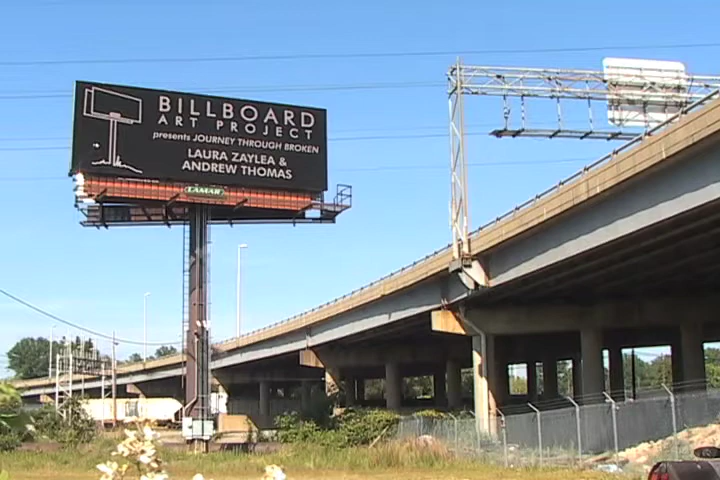 BILLBOARD
ART PROJECT
presents JOURNEY THROUGH BROKEN
LAURA ZAYLEA &
ANDREW THOMAS
LAMAR